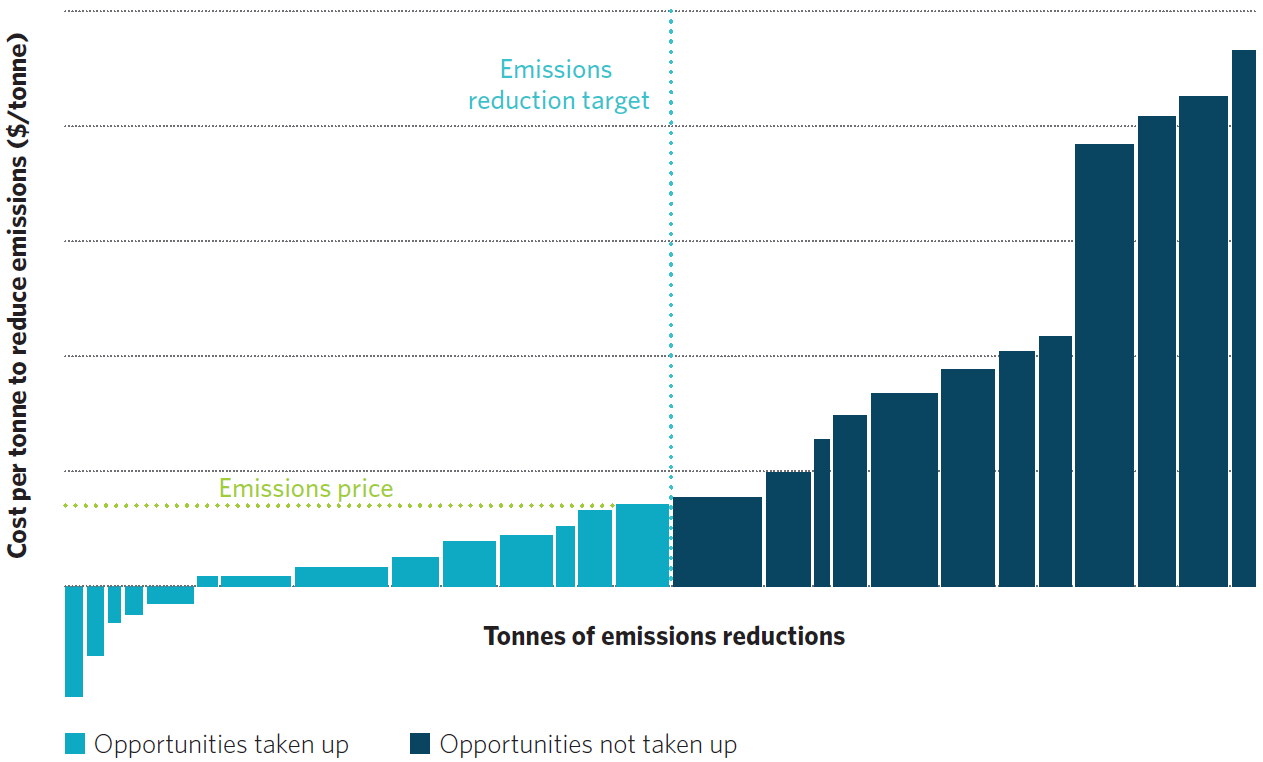 Cost per tonne to reduce emissions ($/tonne)
Emissions
reduction target
Emissions price
Tonnes of emissions reductions
Opportunities taken up
Opportunities not taken up